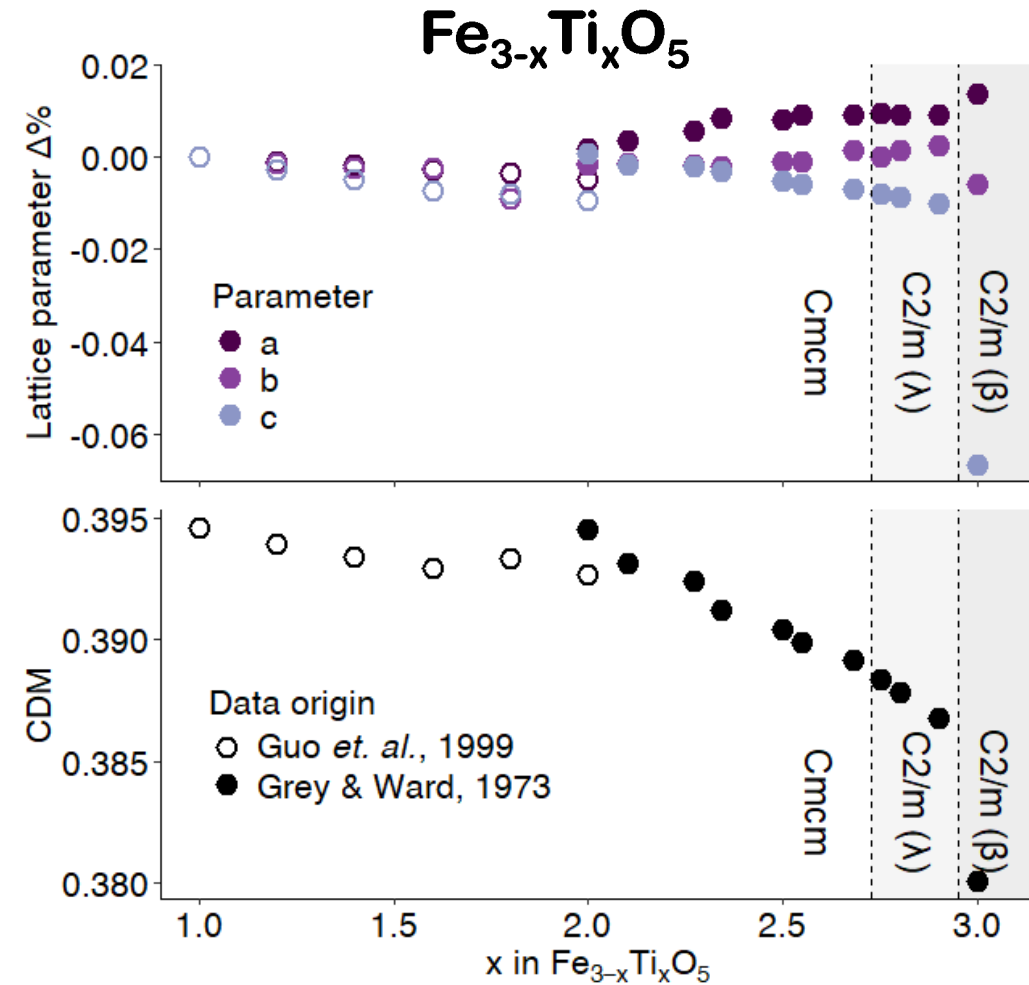 Fe₃₋ₓTiₓO₅
Lattice parameter Δ%
0.02
0.00
-0.02
-0.04
-0.06
Parameter
a
b
c
Cmcm
C2/m (λ)
C2/m (β)
CDM
0.395
0.390
0.385
0.380
Data origin
Guo et. al., 1999
Grey & Ward, 1973
Cmcm
C2/m (λ)
C2/m (β)
1.0 1.5 2.0 2.5 3.0
x in Fe₃₋ₓTiₓO₅